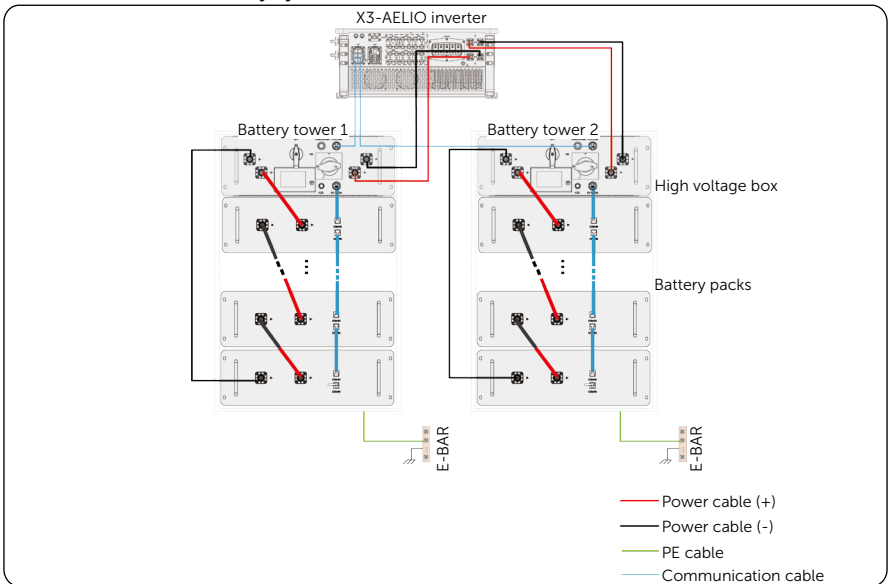 X3-AELIO inverter
Battery tower 1
Battery tower 2
High voltage box
Battery packs
E-BAR
E-BAR
Power cable (+)
Power cable (-)
PE cable
Communication cable